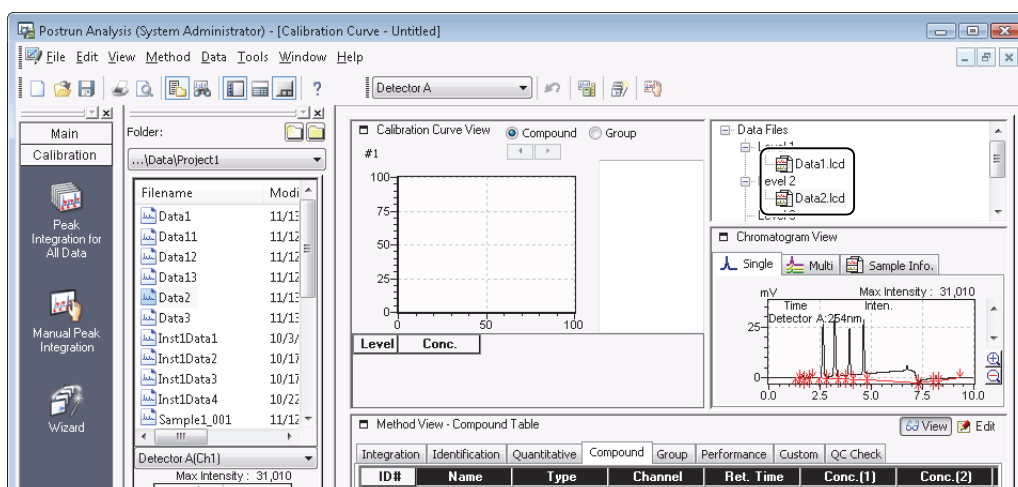 Postrun Analysis (System Administrator) - [Calibration Curve - Untitled]
File Edit View Method Data Tools Window Help
Detector A
Main
Calibration
Peak
Integration for
All Data
Manual Peak
Integration
Wizard
Folder:
...\Data\Project1
Filename Modi
Data1 11/13
Data11 11/12
Data12 11/12
Data13 11/12
Data2 11/13
Data3 11/13
Inst1Data1 10/3/
Inst1Data2 10/17
Inst1Data3 10/17
Inst1Data4 10/22
Sample1_001 11/12
Detector A(Ch1)
Max Intensity : 31,010
Calibration Curve View Compound Group
#1
100
75
50
25
0
0 50 100
Level Conc.
Data Files
Level 1
Data1.lcd
Level 2
Data2.lcd
Level 3
Chromatogram View
Single Multi Sample Info.
mV Max Intensity : 31,010
Time Inten.
Detector A:254nm
25
0
0.0 2.5 5.0 7.5 10.0
Method View - Compound Table View Edit
Integration Identification Quantitative Compound Group Performance Custom QC Check
ID# Name Type Channel Ret. Time Conc.(1) Conc.(2)